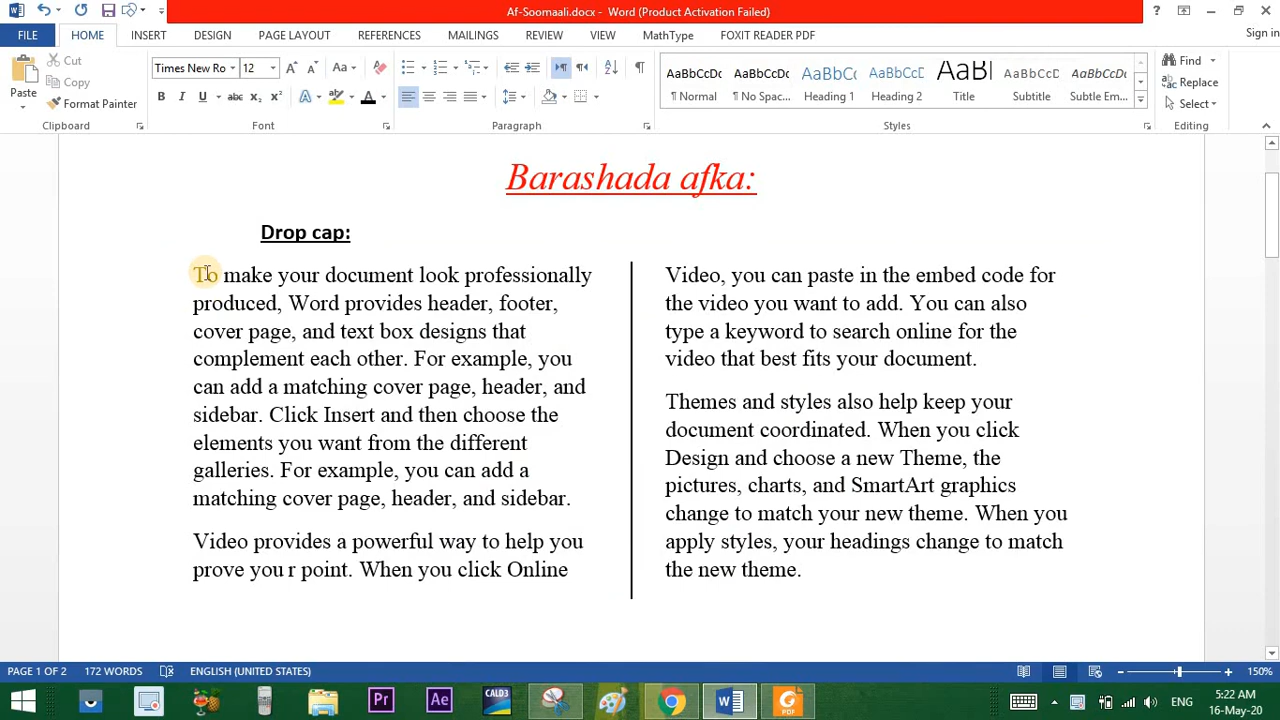 Af-Soomaali.docx - Word (Product Activation Failed)
FILE HOME INSERT DESIGN PAGE LAYOUT REFERENCES MAILINGS REVIEW VIEW MathType FOXIT READER PDF Sign in
Paste Cut Copy Format Painter
Clipboard
Times New Ro 12
Font
Paragraph
AaBbCcDc AaBbCcDc AaBbCc AaBbCcD AaBl AaBbCcD AaBbCcD
¶ Normal ¶ No Spac... Heading 1 Heading 2 Title Subtitle Subtle Em...
Styles
Find
Replace
Select
Editing
Barashada afka:
Drop cap:
To make your document look professionally
produced, Word provides header, footer,
cover page, and text box designs that
complement each other. For example, you
can add a matching cover page, header, and
sidebar. Click Insert and then choose the
elements you want from the different
galleries. For example, you can add a
matching cover page, header, and sidebar.
Video provides a powerful way to help you
prove you r point. When you click Online
Video, you can paste in the embed code for
the video you want to add. You can also
type a keyword to search online for the
video that best fits your document.
Themes and styles also help keep your
document coordinated. When you click
Design and choose a new Theme, the
pictures, charts, and SmartArt graphics
change to match your new theme. When you
apply styles, your headings change to match
the new theme.
PAGE 1 OF 2 172 WORDS ENGLISH (UNITED STATES) 150%
Pr Ae CALD3 PDF ENG 5:22 AM
16-May-20